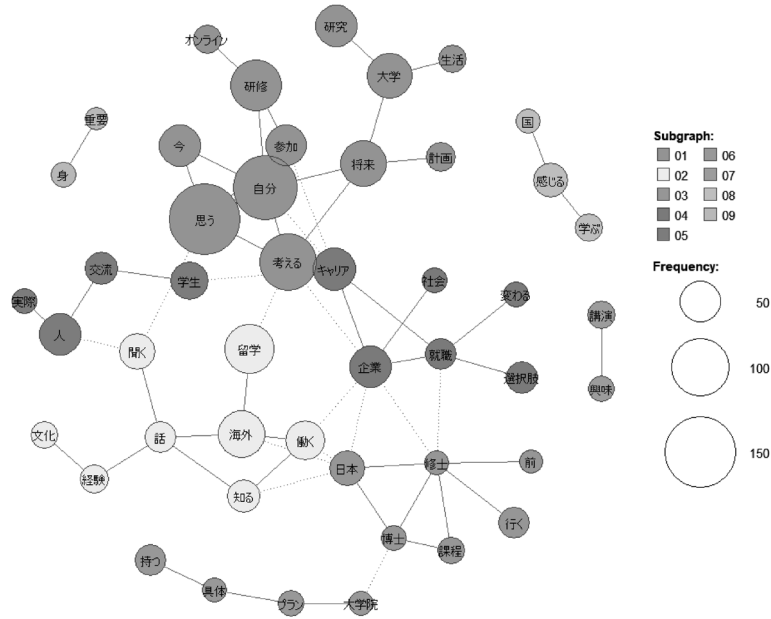 オンライン
研究
生活
大学
研修
重要
国
今
参加
将来
計画
身
自分
感じる
思う
学ぶ
考える
キャリア
交流
学生
社会
変わる
実際
人
聞く
留学
企業
就職
選択肢
講演
興味
文化
話
海外
働く
経験
知る
日本
修士
前
行く
博士
課程
持つ
具体
プラン
大学院
Subgraph:
01 06
02 07
03 08
04 09
05
Frequency:
50
100
150